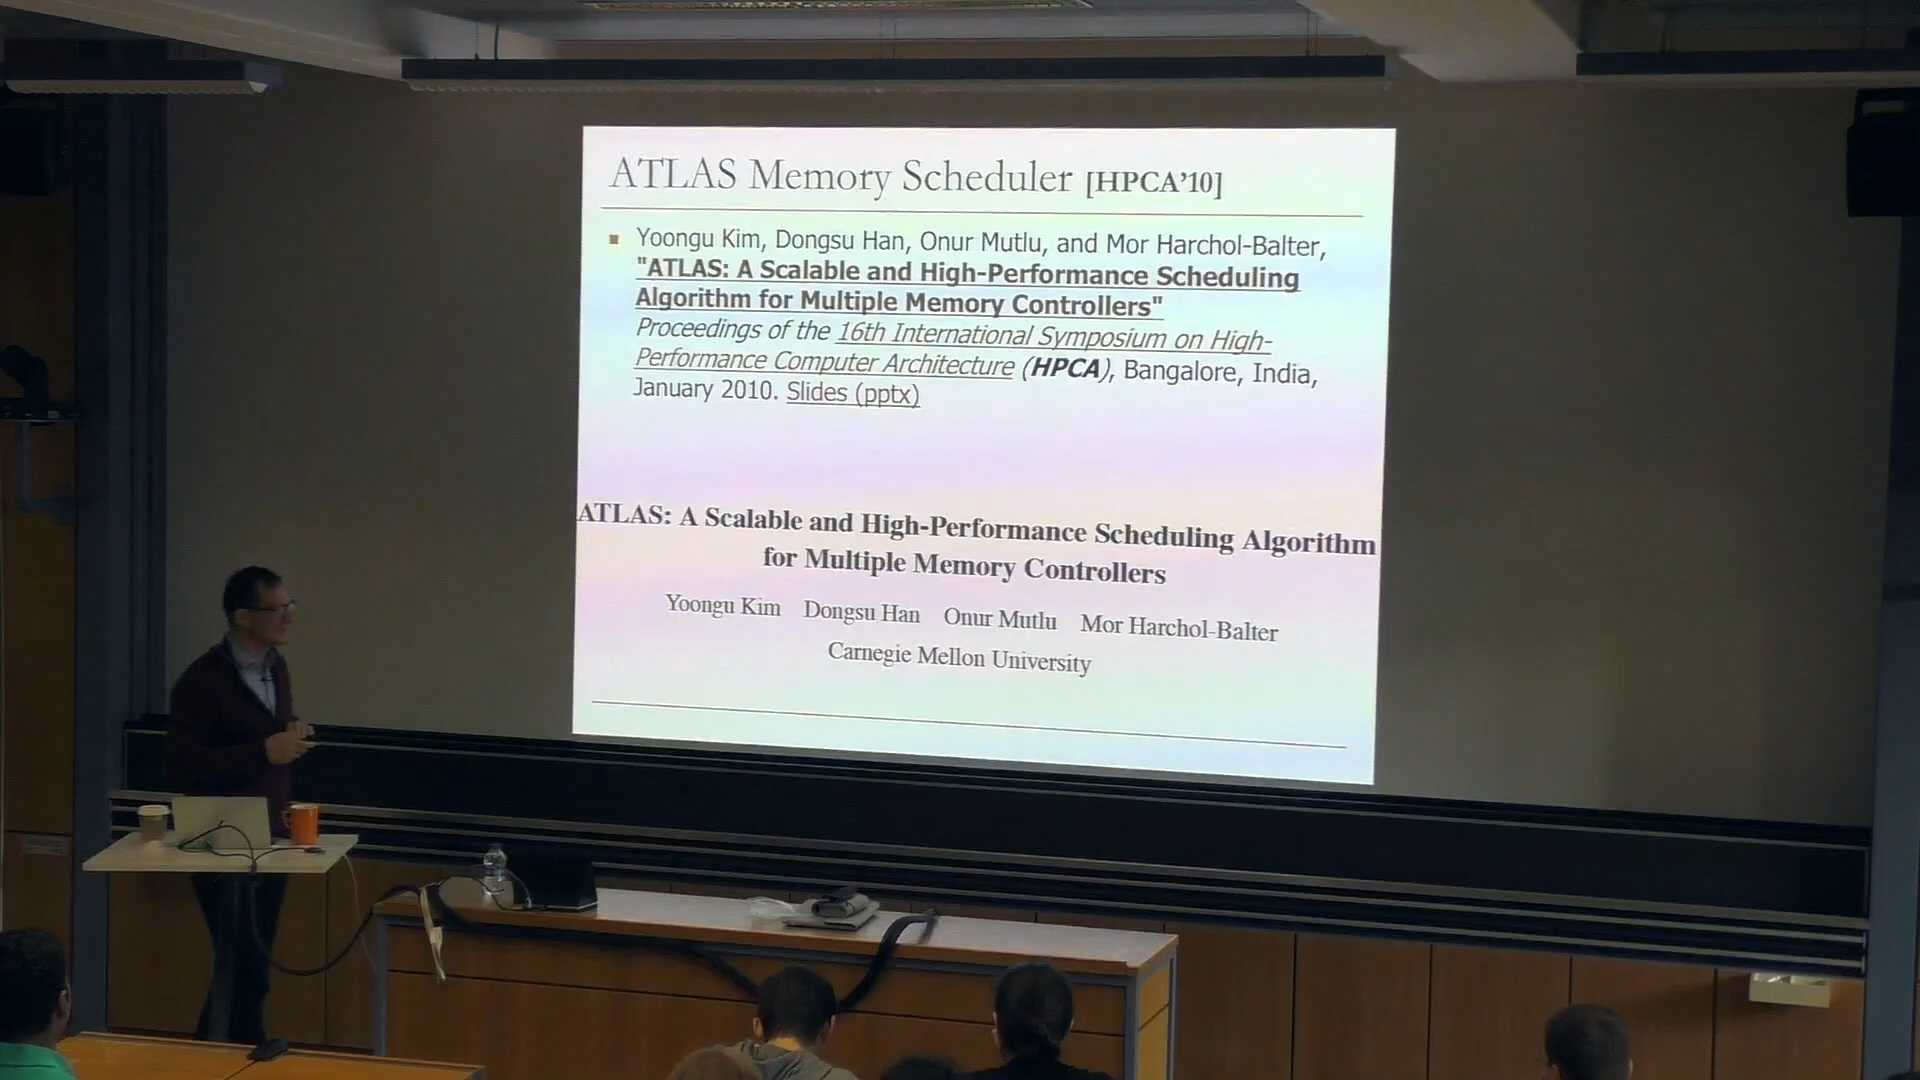 ATLAS Memory Scheduler [HPCA’10]
▪ Yoongu Kim, Dongsu Han, Onur Mutlu, and Mor Harchol-Balter,
"ATLAS: A Scalable and High-Performance Scheduling
Algorithm for Multiple Memory Controllers"
Proceedings of the 16th International Symposium on High-
Performance Computer Architecture (HPCA), Bangalore, India,
January 2010. Slides (pptx)
ATLAS: A Scalable and High-Performance Scheduling Algorithm
for Multiple Memory Controllers
Yoongu Kim Dongsu Han Onur Mutlu Mor Harchol-Balter
Carnegie Mellon University